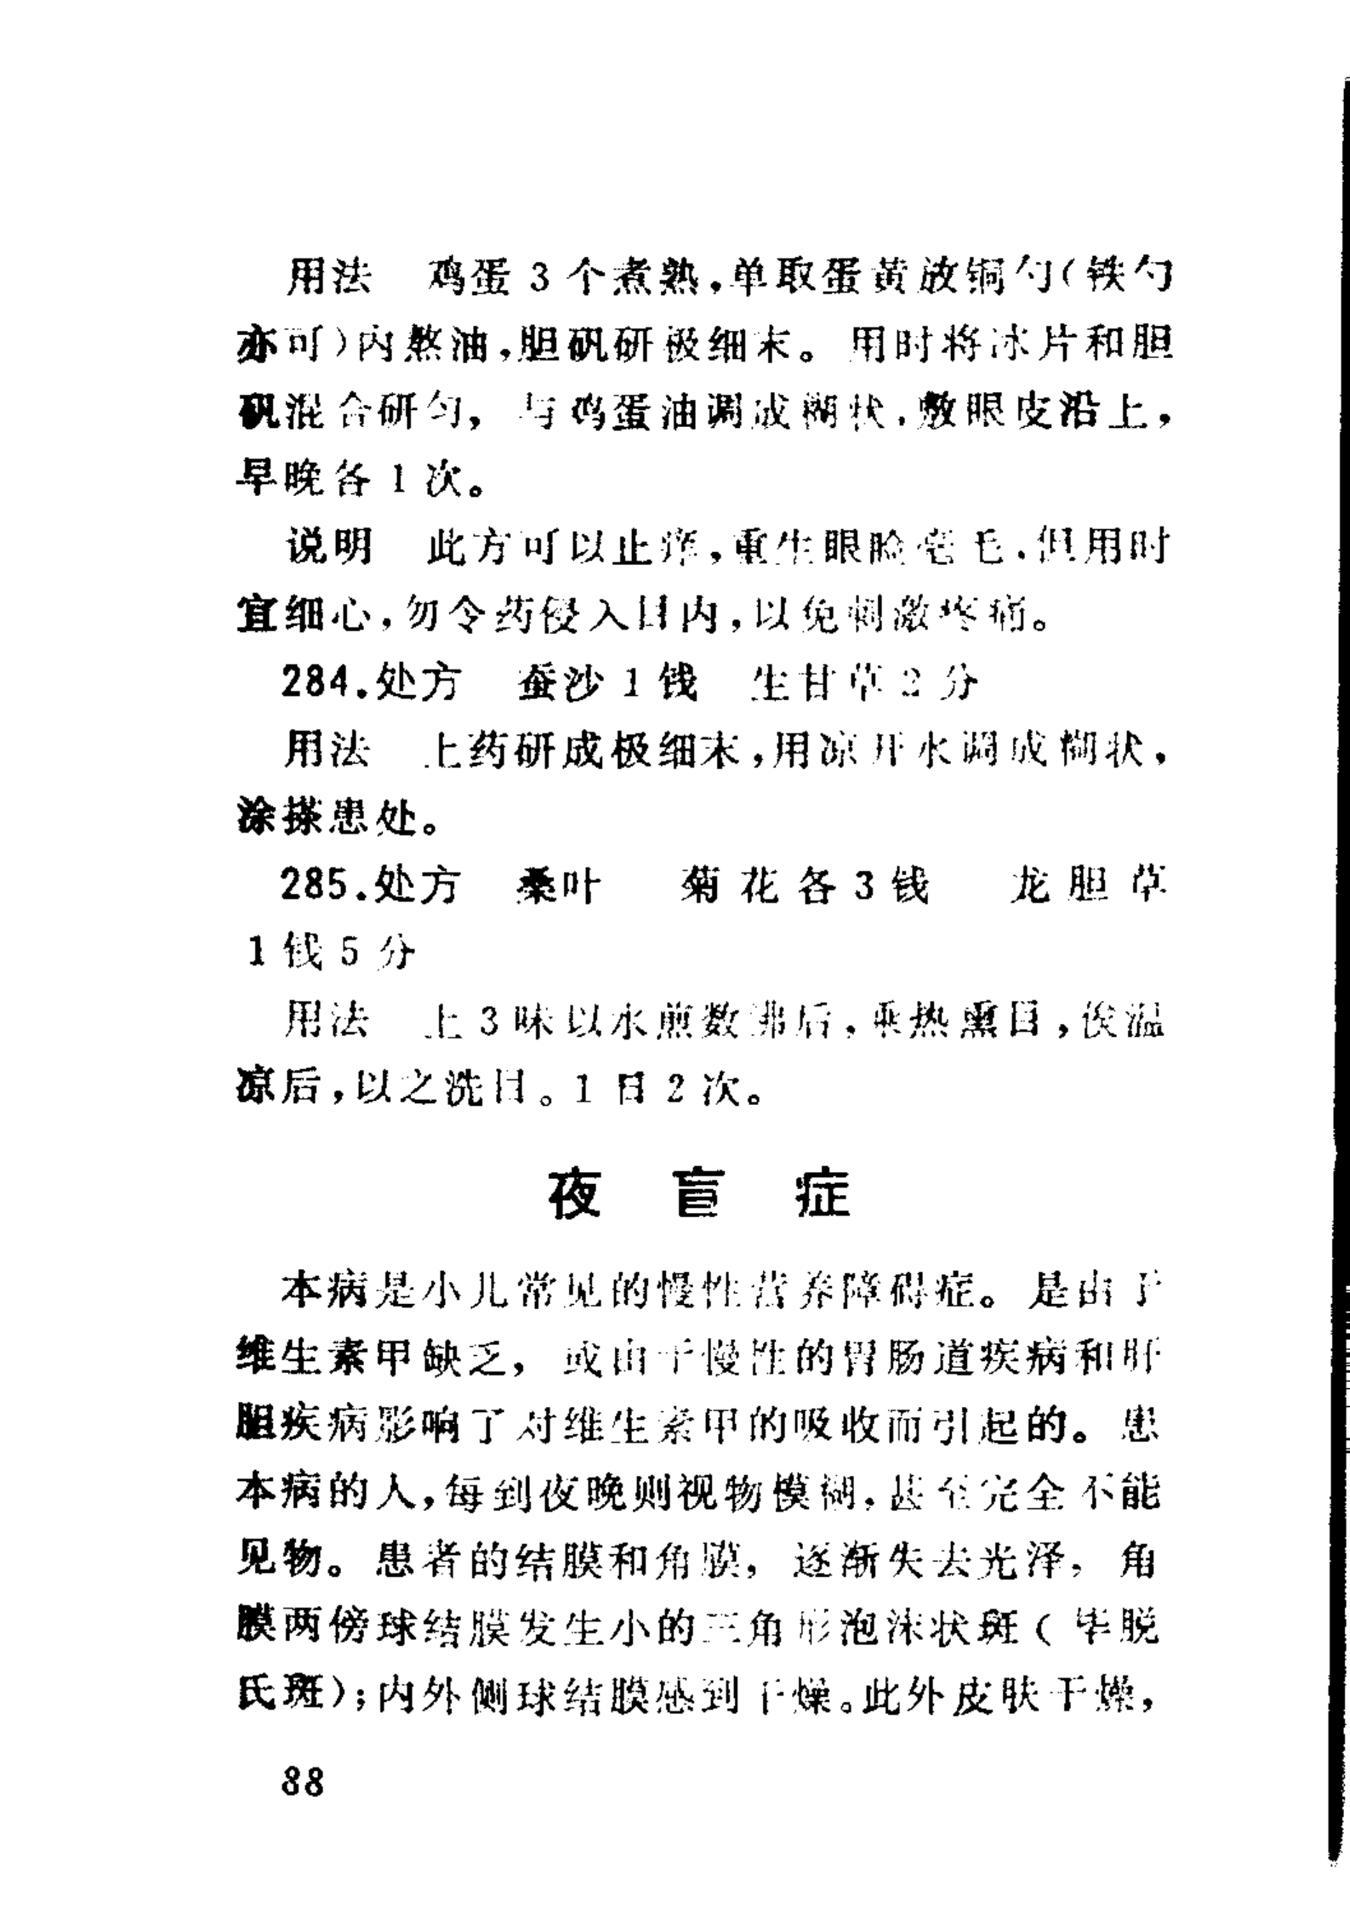 用法　鸡蛋3个煮熟，单取蛋黄放铜勺（铁勺
亦可）内熬油，胆矾研极细末。用时将冰片和胆
矾混合研匀，与鸡蛋油调成糊状，敷眼皮沿上，
早晚各1次。
说明　此方可以止痒，重生眼睑毫毛，但用时
宜细心，勿令药侵入目内，以免刺激疼痛。
284.处方　蚕沙1钱　生甘草2分
用法　上药研成极细末，用凉开水调成糊状，
涂搽患处。
285.处方　桑叶　菊花各3钱　龙胆草
1钱5分
用法　上3味以水煎数沸后，乘热熏目，俟温
凉后，以之洗目。1日2次。
夜盲症
本病是小儿常见的慢性营养障碍症。是由于
维生素甲缺乏，或由于慢性的胃肠道疾病和肝
胆疾病影响了对维生素甲的吸收而引起的。患
本病的人，每到夜晚则视物模糊，甚至完全不能
见物。患者的结膜和角膜，逐渐失去光泽，角
膜两傍球结膜发生小的三角形泡沫状斑（毕脱
氏斑）；内外侧球结膜感到干燥。此外皮肤干燥，
88